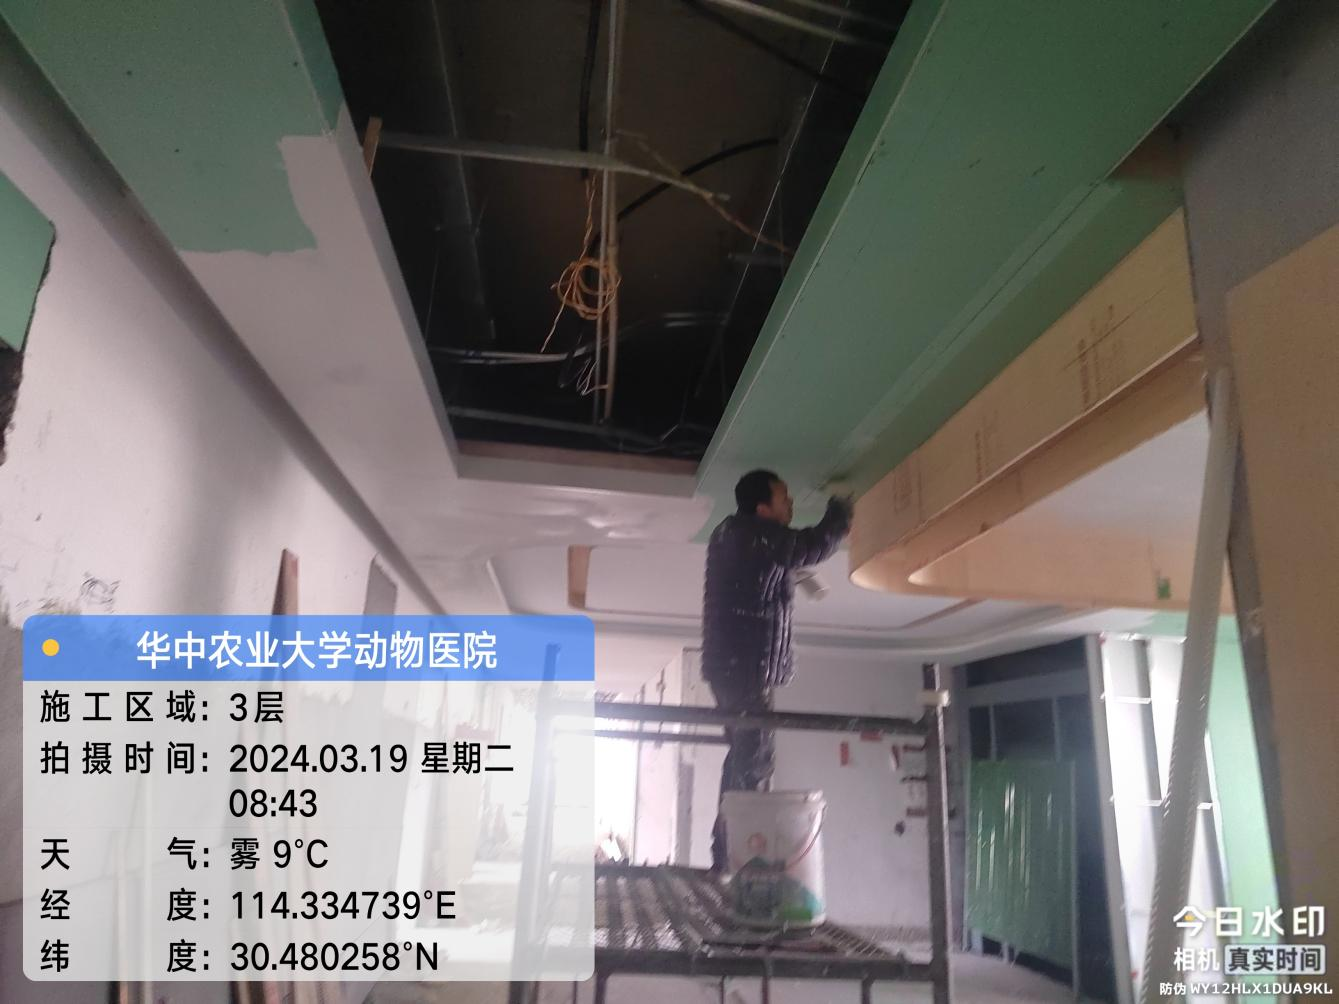 华中农业大学动物医院
施工区域：3层
拍摄时间：2024.03.19 星期二
08:43
天气：雾 9°C
经度：114.334739°E
纬度：30.480258°N
今日水印
相机 真实时间
防伪 WY12HLX1DUA9KL